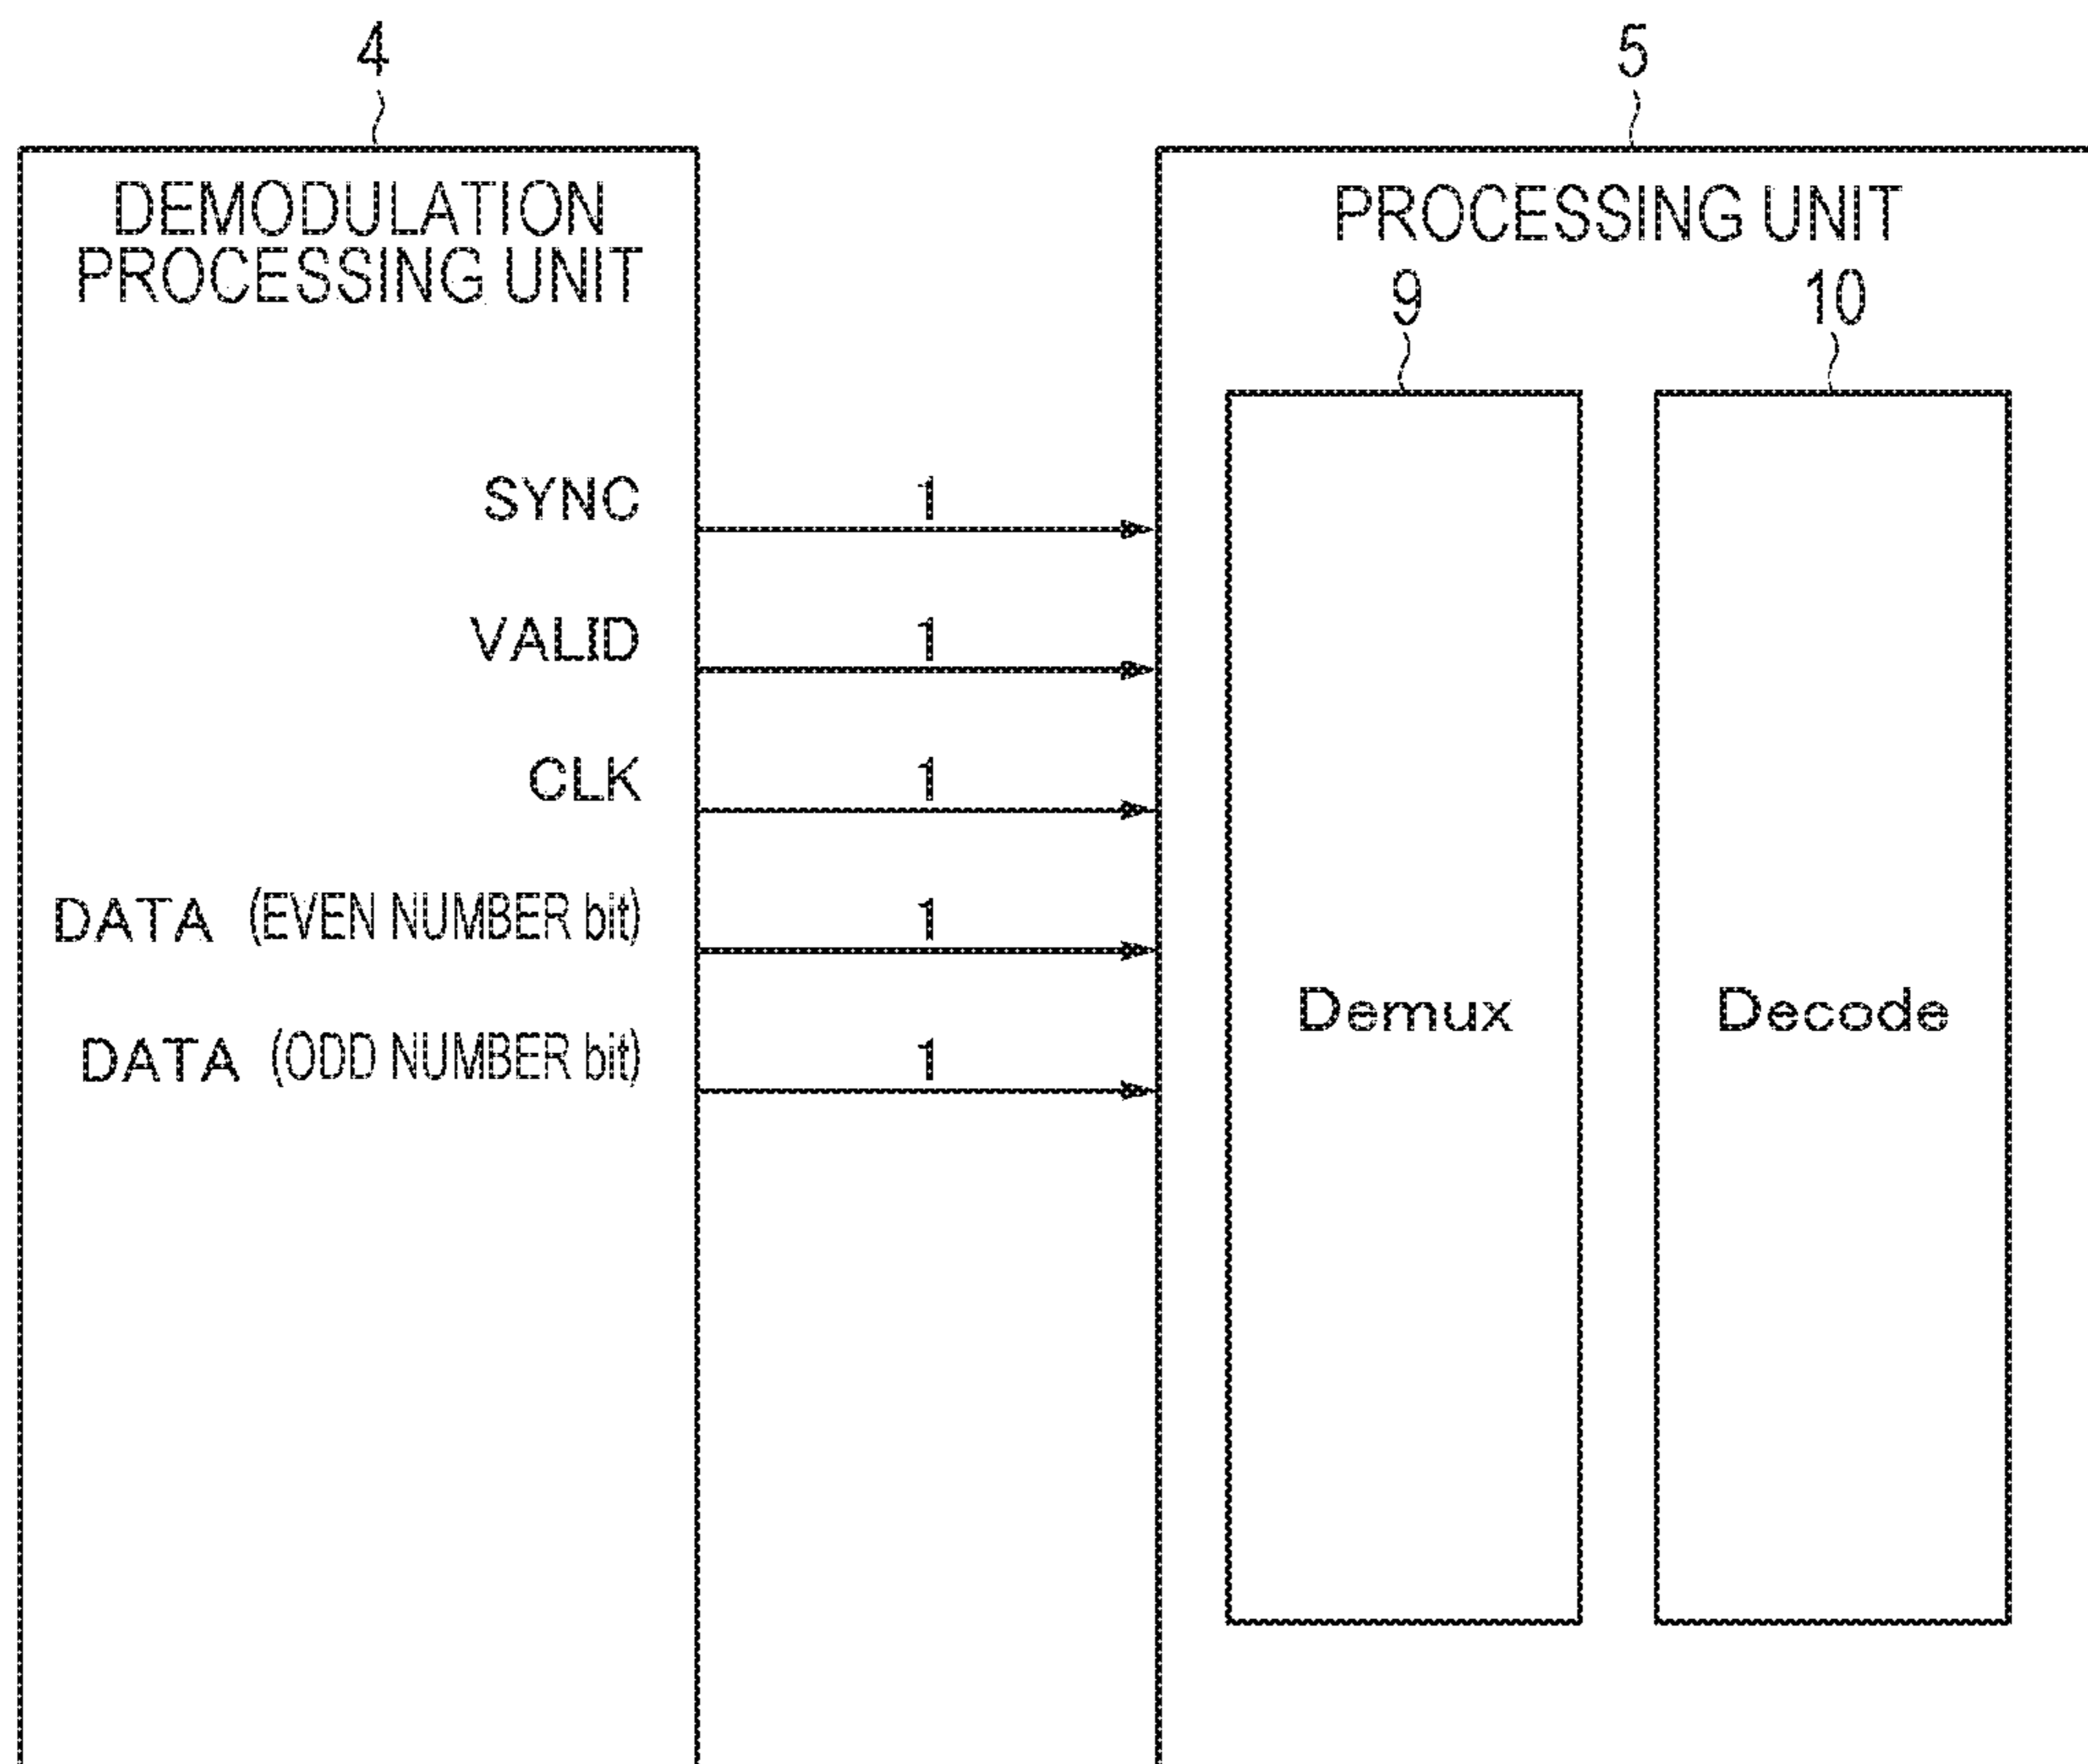 4
5
DEMODULATION
PROCESSING UNIT
PROCESSING UNIT
9
10
SYNC
1
VALID
1
CLK
1
DATA (EVEN NUMBER bit)
1
DATA (ODD NUMBER bit)
1
Demux
Decode